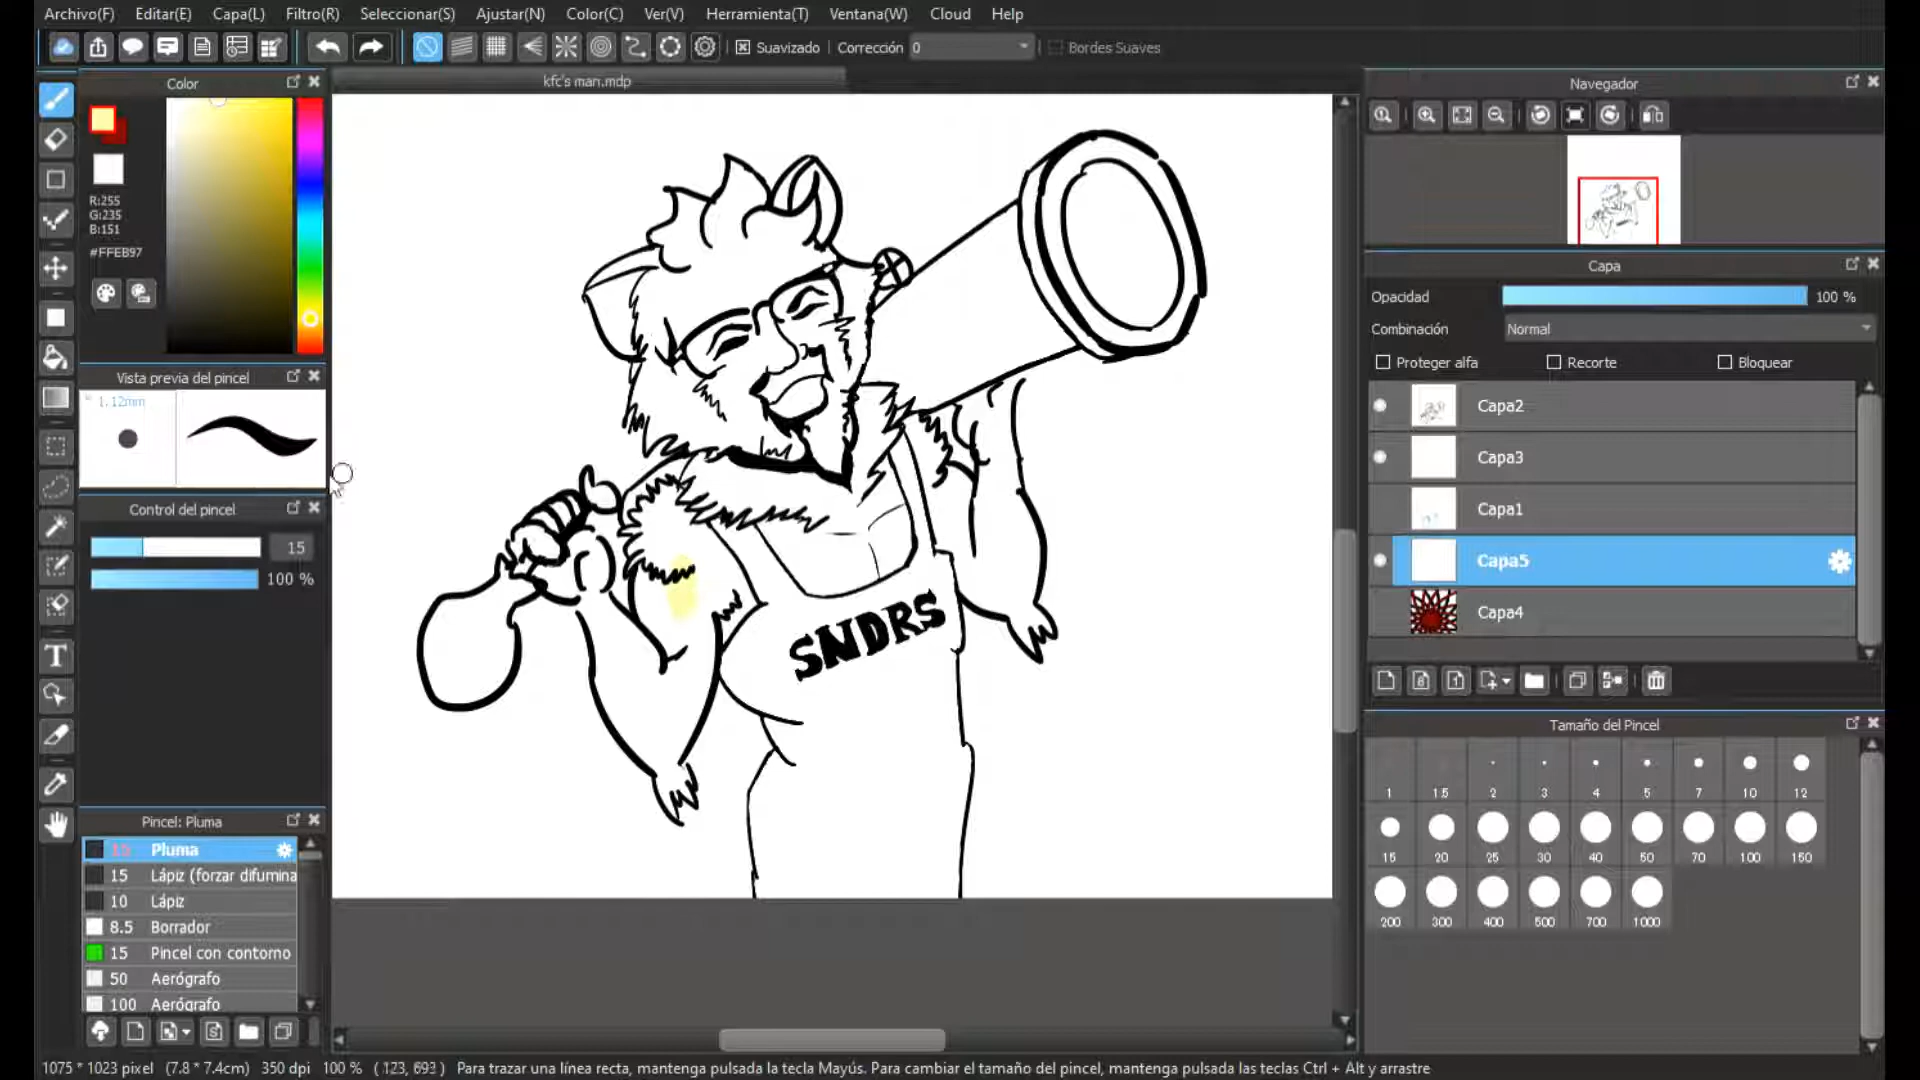 Archivo(F) Editar(E) Capa(L) Filtro(R) Seleccionar(S) Ajustar(N) Color(C) Ver(V) Herramienta(T) Ventana(W) Cloud Help
Suavizado Corrección 0 Bordes Suaves
Color
kfc's man.mdp
Navegador
R:255
G:235
B:151
#FFEB97
Capa
Opacidad 100 %
Combinación Normal
Proteger alfa Recorte Bloquear
Vista previa del pincel
1.12mm
Capa2
Capa3
Capa1
Capa5
Capa4
Control del pincel
15
100 %
SNDRS
Tamaño del Pincel
1 1.5 2 3 4 5 7 10 12
15 20 25 30 40 50 70 100 150
200 300 400 500 700 1000
Pincel: Pluma
15 Pluma
15 Lápiz (forzar difumina
10 Lápiz
8.5 Borrador
15 Pincel con contorno
50 Aerógrafo
100 Aerógrafo
1075 * 1023 pixel (7.8 * 7.4cm) 350 dpi 100 % ( 123, 693 ) Para trazar una línea recta, mantenga pulsada la tecla Mayús. Para cambiar el tamaño del pincel, mantenga pulsadas las teclas Ctrl + Alt y arrastre